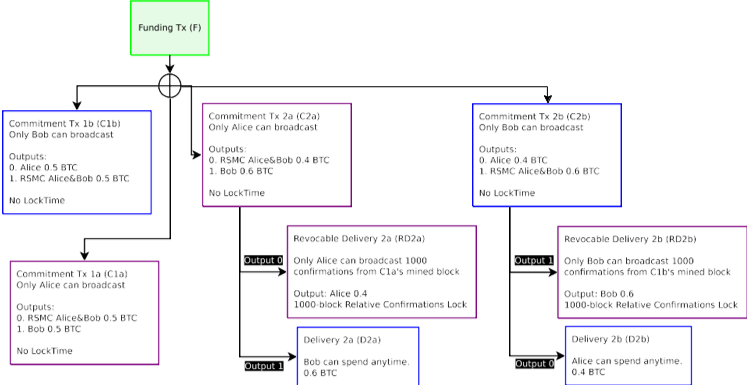 Funding Tx (F)
Commitment Tx 1b (C1b)
Only Bob can broadcast
Outputs:
0. Alice 0.5 BTC
1. RSMC Alice&Bob 0.5 BTC
No LockTime
Commitment Tx 2a (C2a)
Only Alice can broadcast
Outputs:
0. RSMC Alice&Bob 0.4 BTC
1. Bob 0.6 BTC
No LockTime
Commitment Tx 2b (C2b)
Only Bob can broadcast
Outputs:
0. Alice 0.4 BTC
1. RSMC Alice&Bob 0.6 BTC
No LockTime
Commitment Tx 1a (C1a)
Only Alice can broadcast
Outputs:
0. RSMC Alice&Bob 0.5 BTC
1. Bob 0.5 BTC
No LockTime
Output 0
Revocable Delivery 2a (RD2a)
Only Alice can broadcast 1000
confirmations from C1a's mined block
Output: Alice 0.4
1000-block Relative Confirmations Lock
Output 1
Revocable Delivery 2b (RD2b)
Only Bob can broadcast 1000
confirmations from C1b's mined block
Output: Bob 0.6
1000-block Relative Confirmations Lock
Output 1
Delivery 2a (D2a)
Bob can spend anytime.
0.6 BTC
Output 0
Delivery 2b (D2b)
Alice can spend anytime.
0.4 BTC